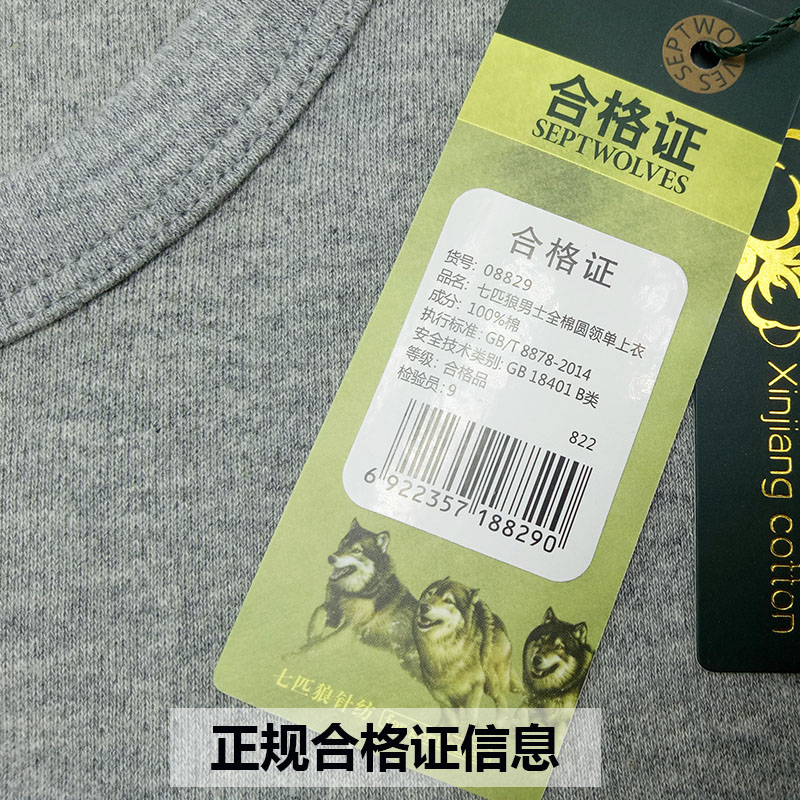 SEPTWOLVES SEPTWOLVES
合格证
SEPTWOLVES
合格证
货号: 08829
品名: 七匹狼男士全棉圆领单上衣
成分: 100%棉
执行标准: GB/T 8878-2014
安全技术类别: GB 18401 B类
等级: 合格品
检验员: 9
822
6 922357 188290
Xinjiang cotton
七匹狼针纺
正规合格证信息